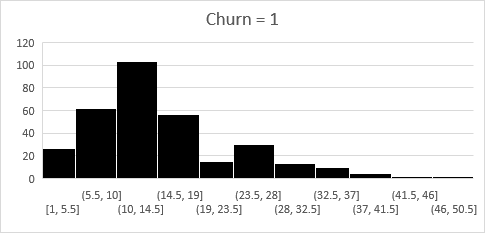 Churn = 1
120
100
80
60
40
20
0
(5.5, 10] (14.5, 19] (23.5, 28] (32.5, 37] (41.5, 46]
[1, 5.5] (10, 14.5] (19, 23.5] (28, 32.5] (37, 41.5] (46, 50.5]